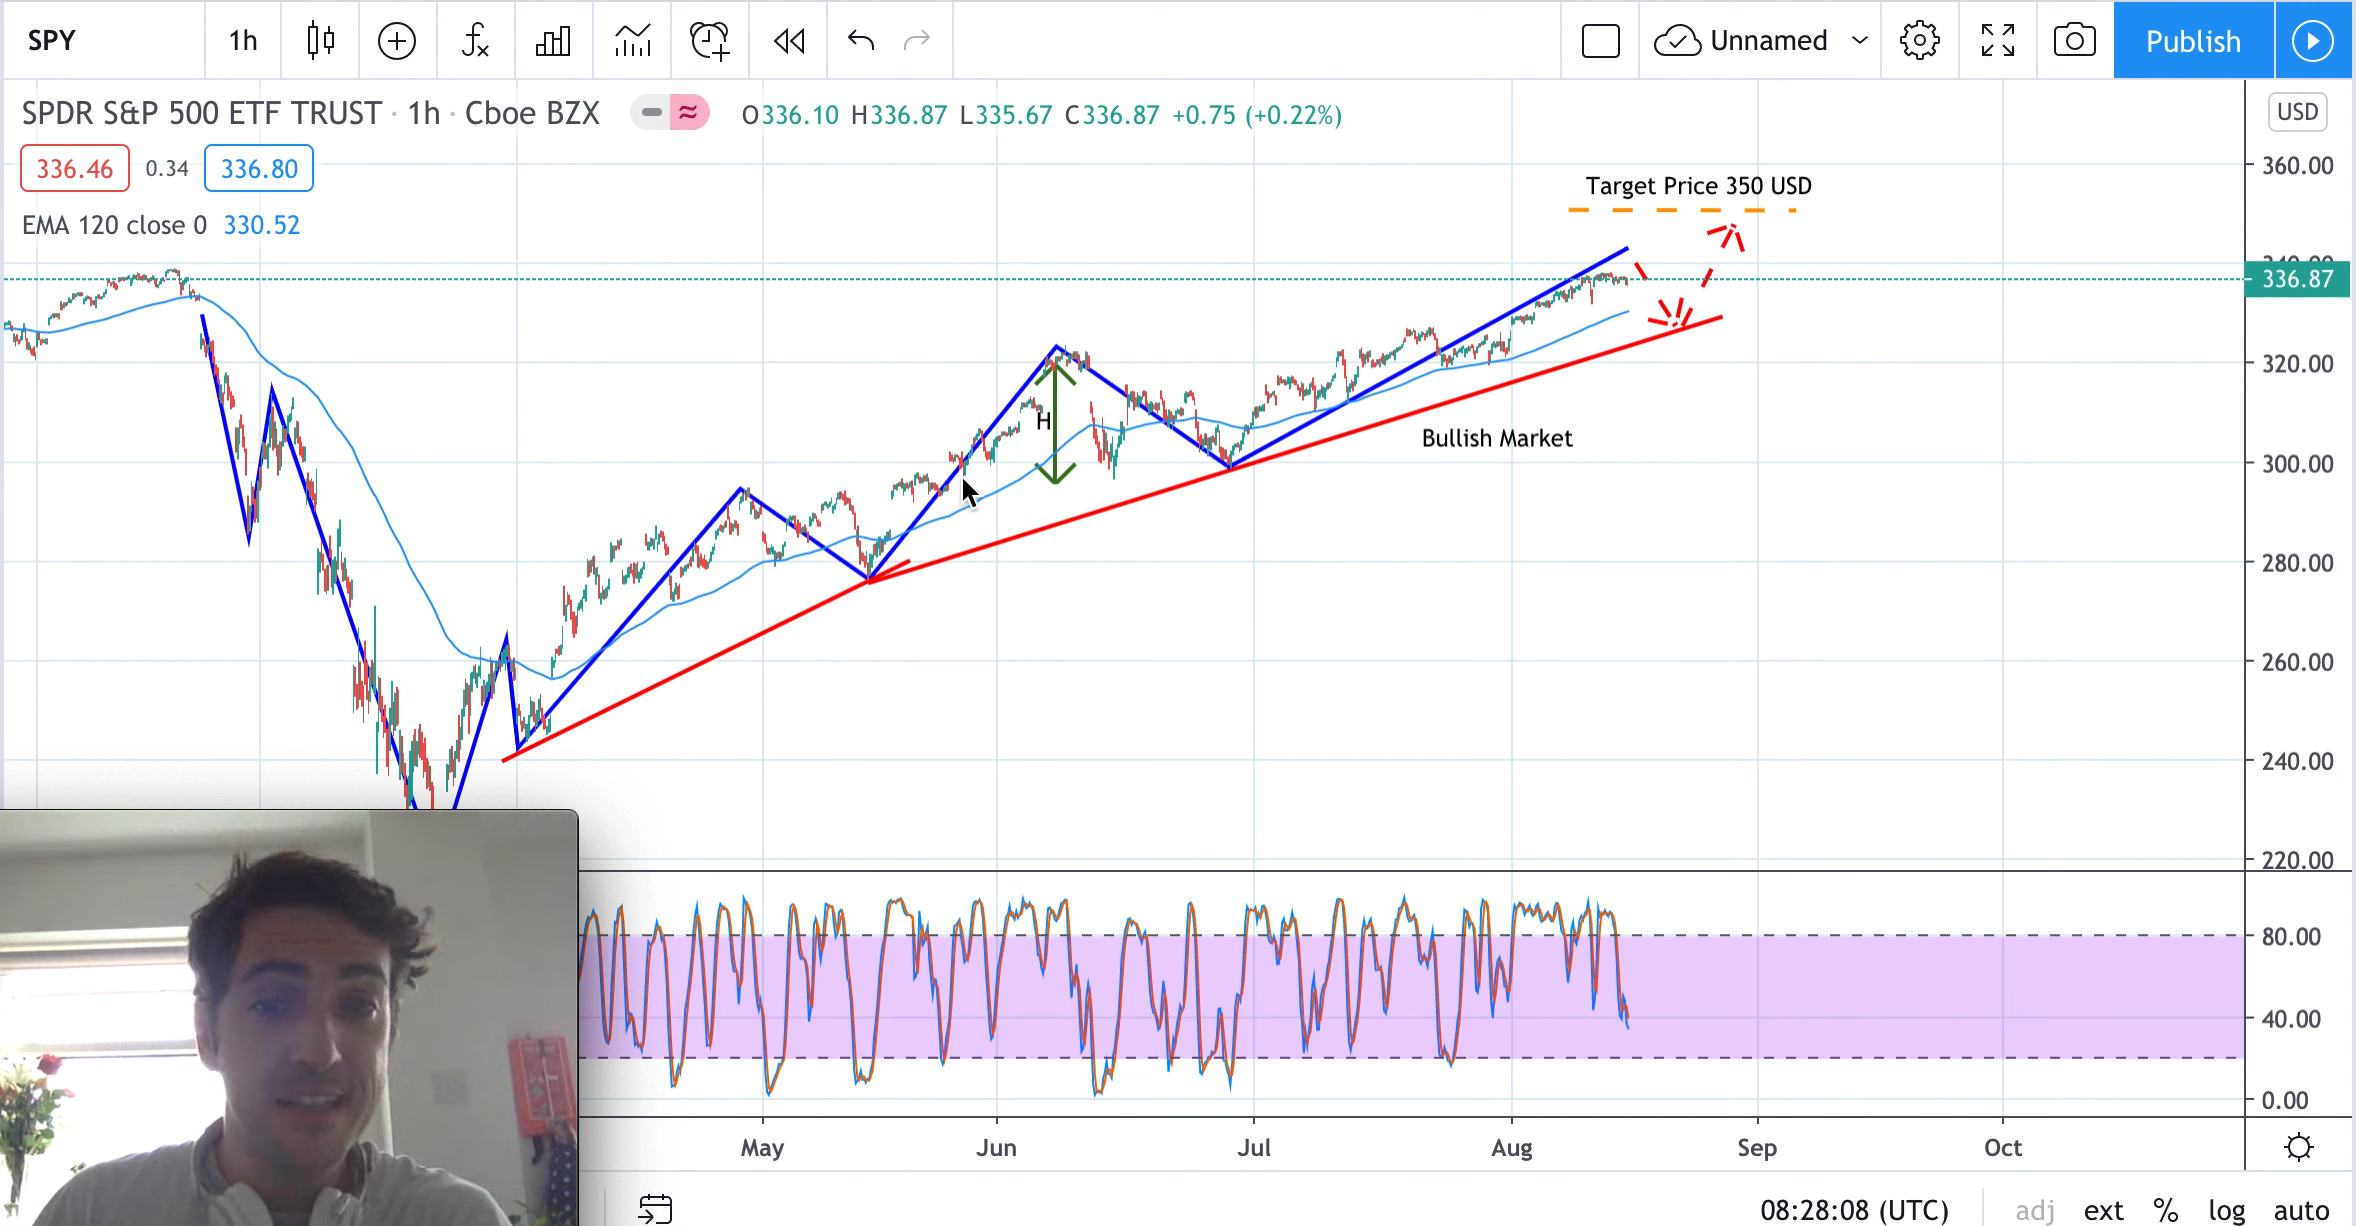 SPY 1h Unnamed Publish
SPDR S&P 500 ETF TRUST · 1h · Cboe BZX O336.10 H336.87 L335.67 C336.87 +0.75 (+0.22%) USD
336.46 0.34 336.80
EMA 120 close 0 330.52
360.00
Target Price 350 USD
340.00
336.87
320.00
H
Bullish Market
300.00
280.00
260.00
240.00
220.00
80.00
40.00
0.00
May Jun Jul Aug Sep Oct
08:28:08 (UTC) adj ext % log auto